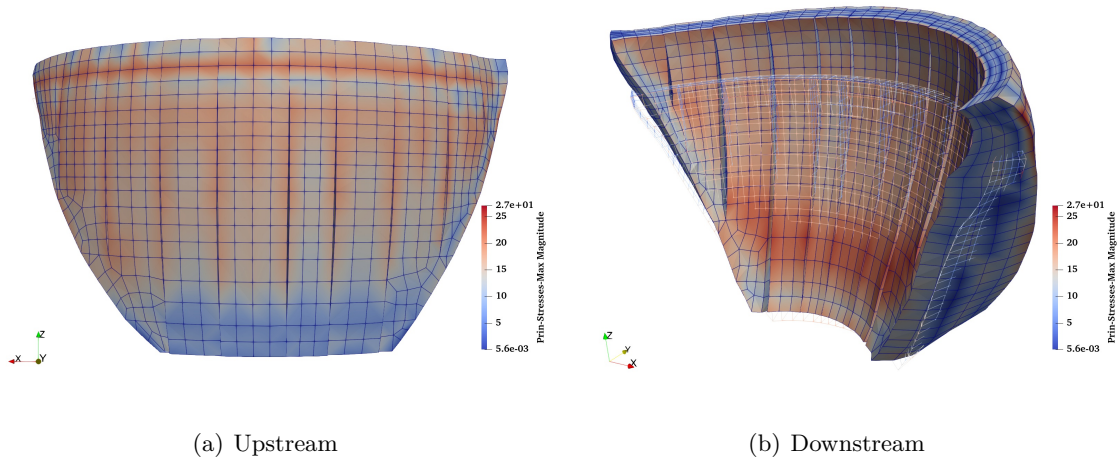 2.7e+01
25
20
15
10
5
5.6e-03
Prin-Stresses-Max Magnitude
Z
X
Y
(a) Upstream
2.7e+01
25
20
15
10
5
5.6e-03
Prin-Stresses-Max Magnitude
Z
Y
X
(b) Downstream